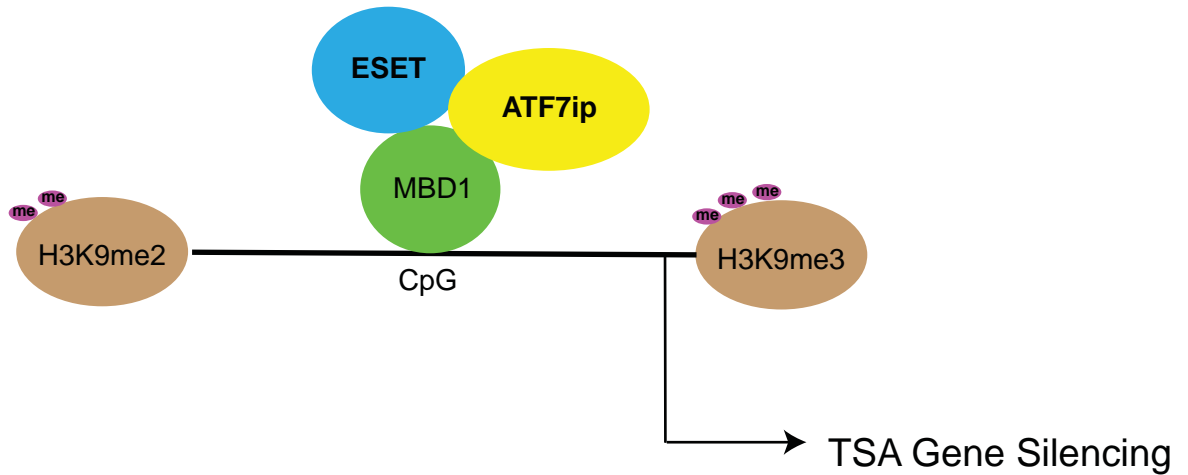 ESET
ATF7ip
MBD1
me me
H3K9me2
me me me
H3K9me3
CpG
TSA Gene Silencing